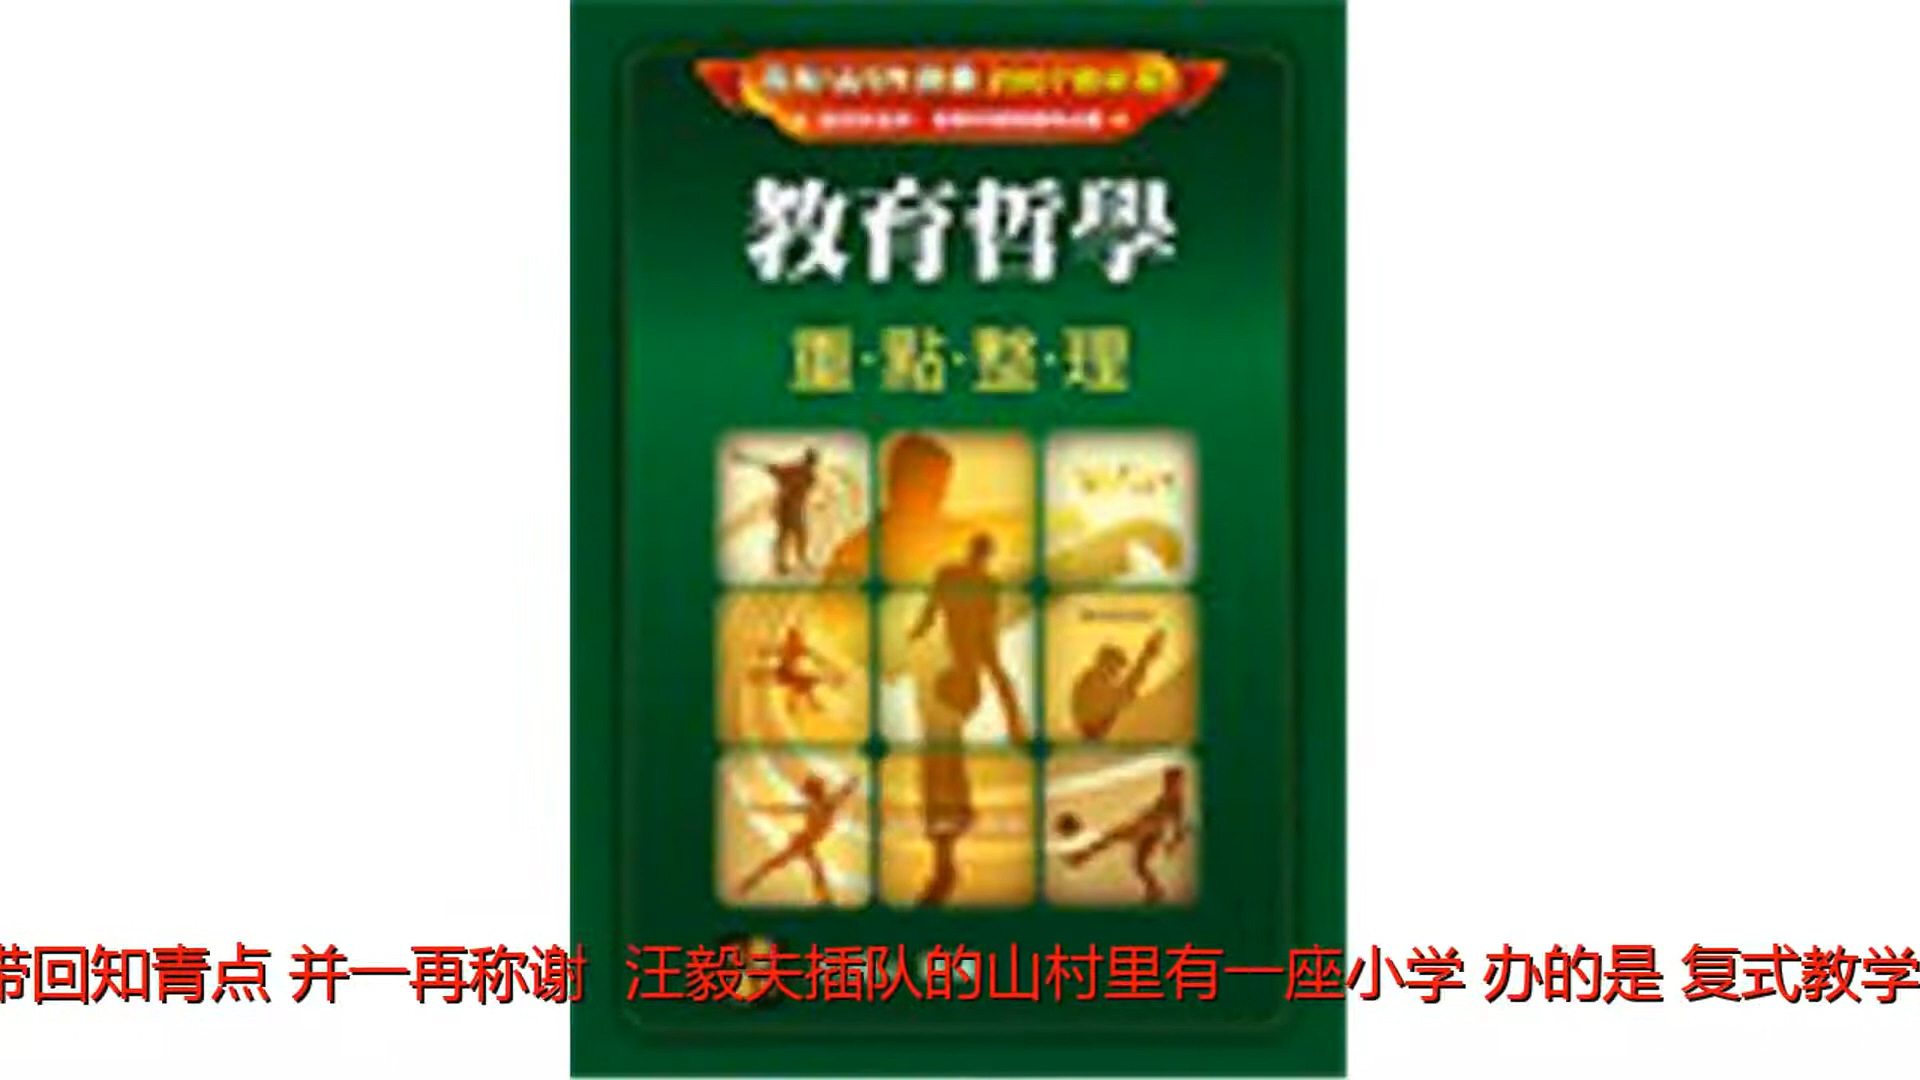 教育哲學
重·點·整·理
带回知青点 并一再称谢 汪毅夫插队的山村里有一座小学 办的是 复式教学